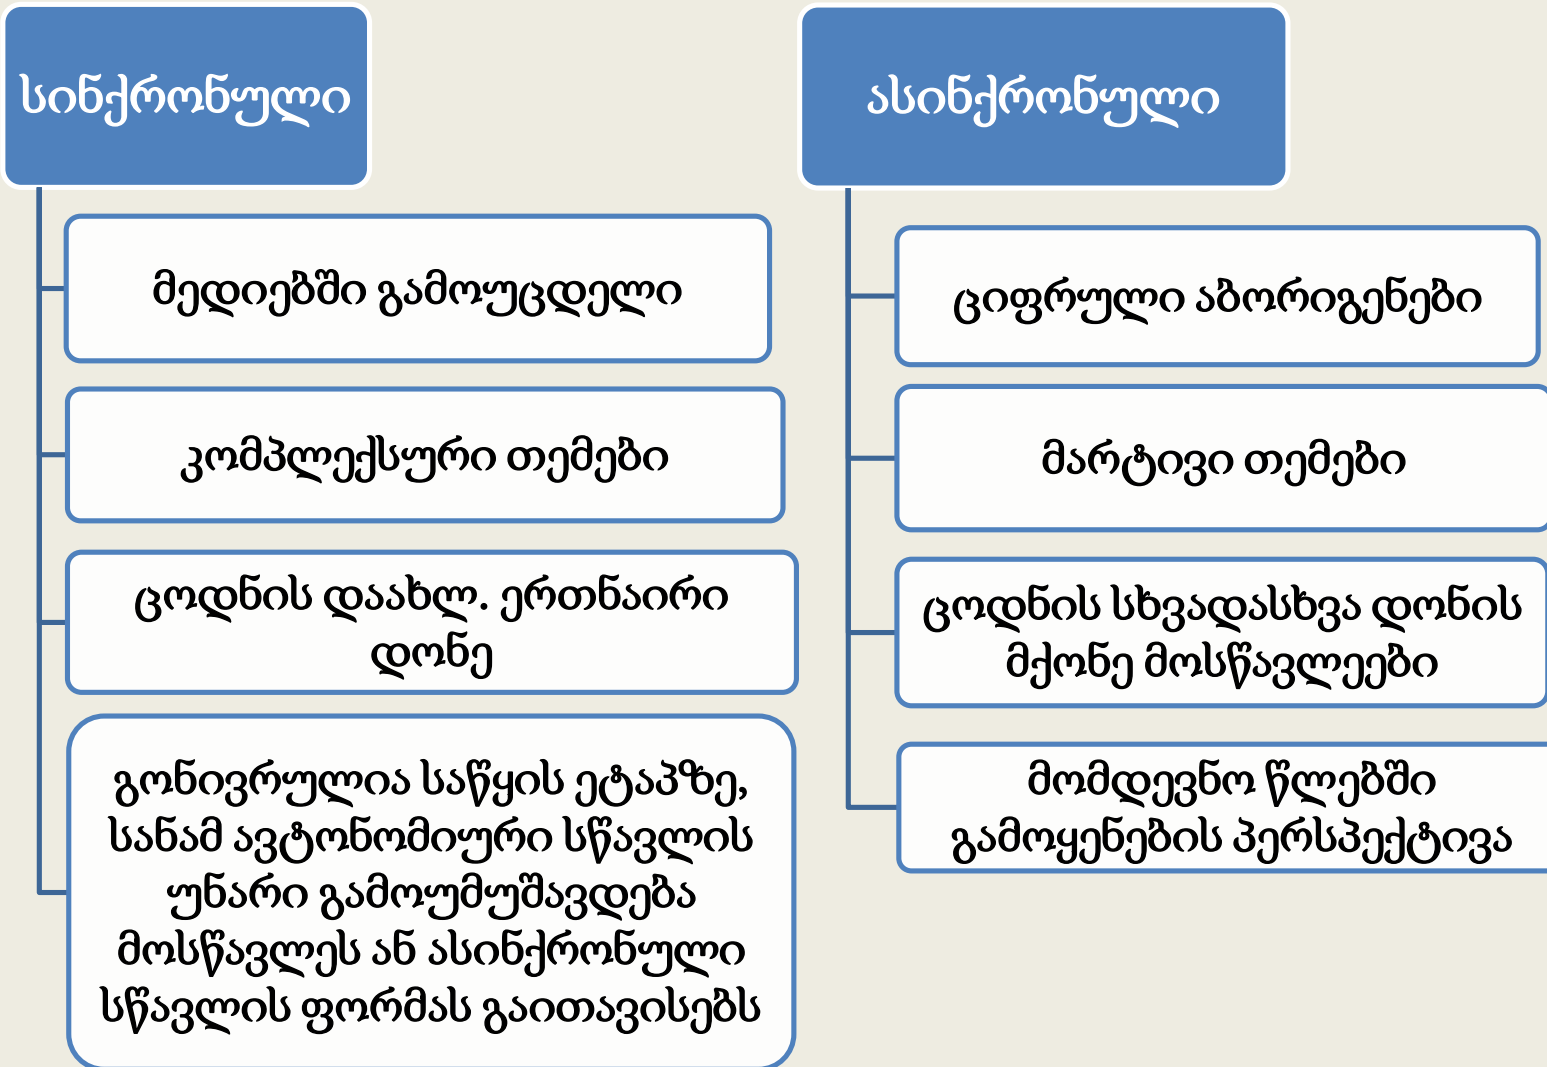 სინქრონული
მედიებში გამოუცდელი
კომპლექსური თემები
ცოდნის დაახლ. ერთნაირი
დონე
გონივრულია საწყის ეტაპზე,
სანამ ავტონომიური სწავლის
უნარი გამოუმუშავდება
მოსწავლეს ან ასინქრონული
სწავლის ფორმას გაითავისებს
ასინქრონული
ციფრული აბორიგენები
მარტივი თემები
ცოდნის სხვადასხვა დონის
მქონე მოსწავლეები
მომდევნო წლებში
გამოყენების პერსპექტივა